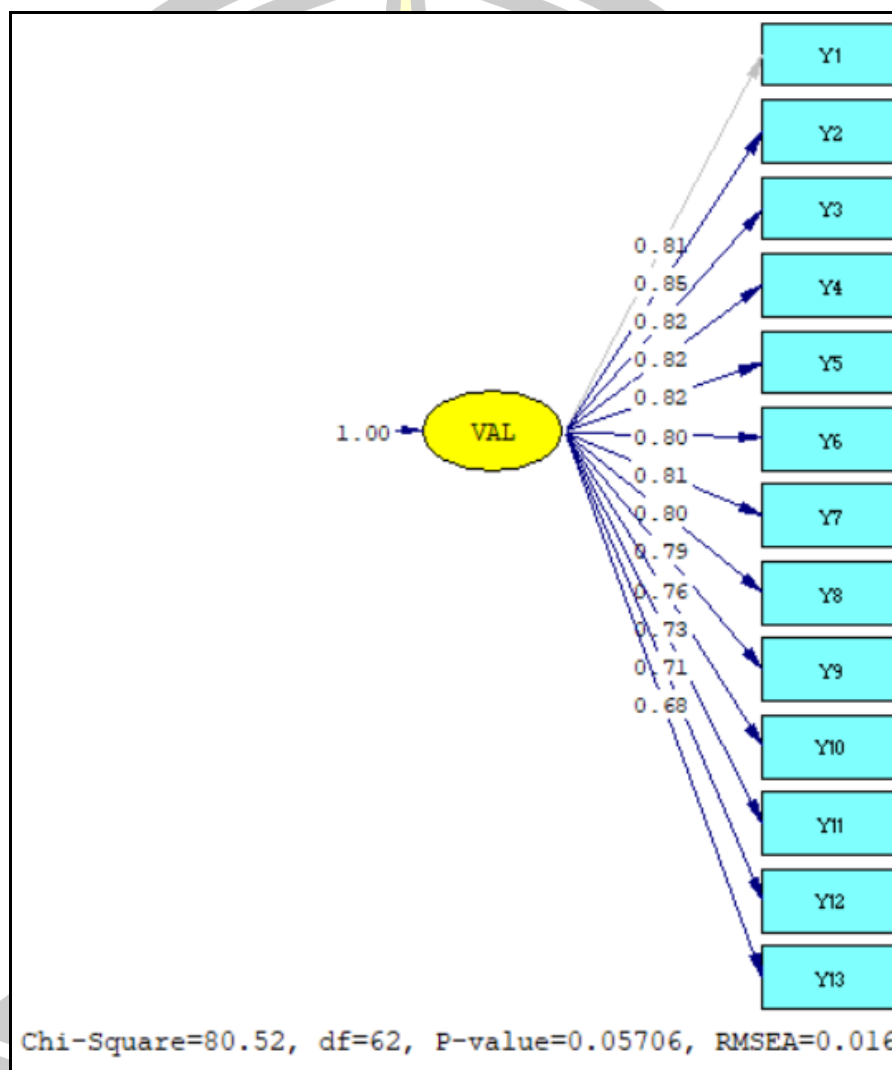 Y1
Y2
Y3
0.81
0.85
Y4
0.82
0.82
Y5
0.82
1.00
VAL
0.80
Y6
0.81
0.80
Y7
0.79
0.76
Y8
0.73
0.71
Y9
0.68
Y10
Y11
Y12
Y13
Chi-Square=80.52, df=62, P-value=0.05706, RMSEA=0.016